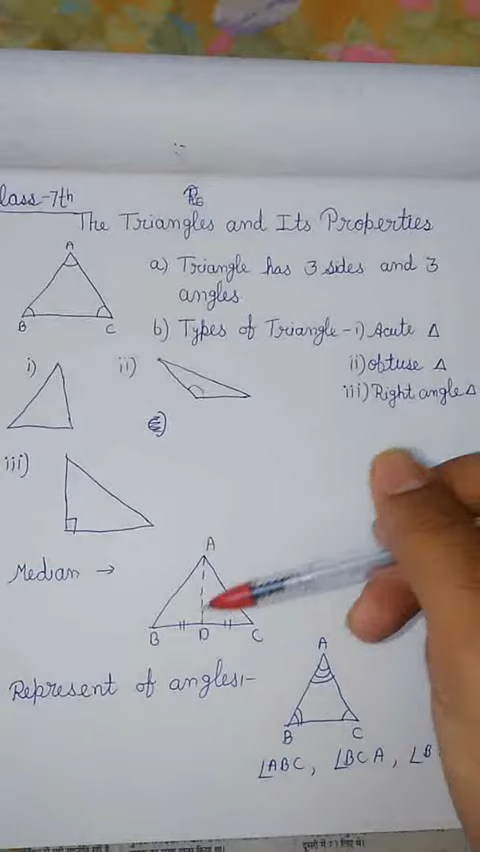 lass-7th
The Triangles and Its Properties
A
B C
a) Triangle has 3 sides and 3
angles.
b) Types of Triangle - i) Acute Δ
ii) obtuse Δ
iii) Right angle Δ
i)
ii)
iii)
Median →
A
B D C
Represent of angles:-
A
B C
∠ABC, ∠BCA, ∠B